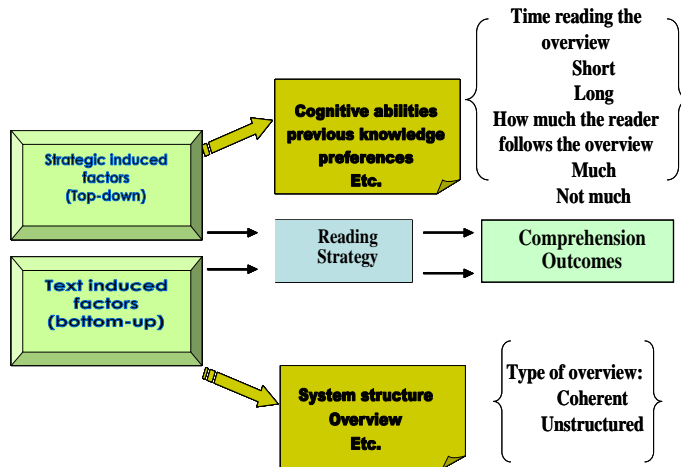 Time reading the
overview
Short
Long
How much the reader
follows the overview
Much
Not much
Cognitive abilities
previous knowledge
preferences
Etc.
Strategic induced
factors
(Top-down)
Reading
Strategy
Comprehension
Outcomes
Text induced
factors
(bottom-up)
System structure
Overview
Etc.
Type of overview:
Coherent
Unstructured